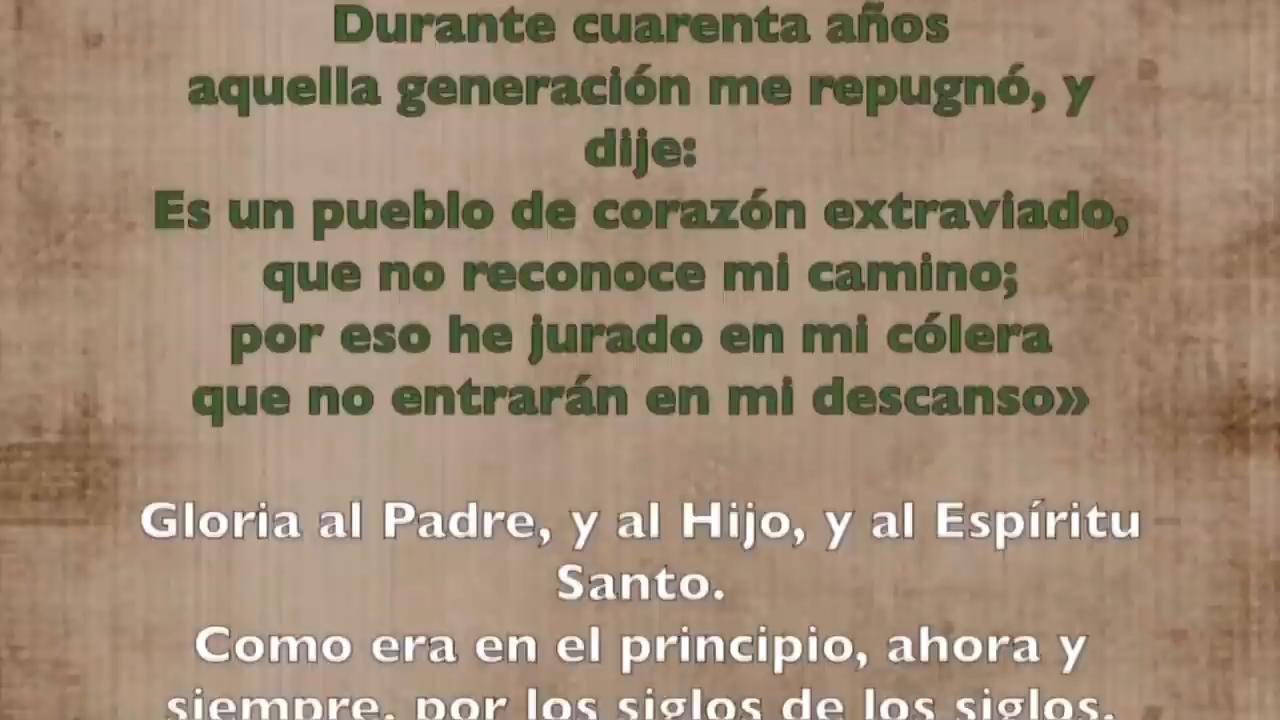 Durante cuarenta años
aquella generación me repugnó, y
dije:
Es un pueblo de corazón extraviado,
que no reconoce mi camino;
por eso he jurado en mi cólera
que no entrarán en mi descanso»
Gloria al Padre, y al Hijo, y al Espíritu
Santo.
Como era en el principio, ahora y
siempre, por los siglos de los siglos.